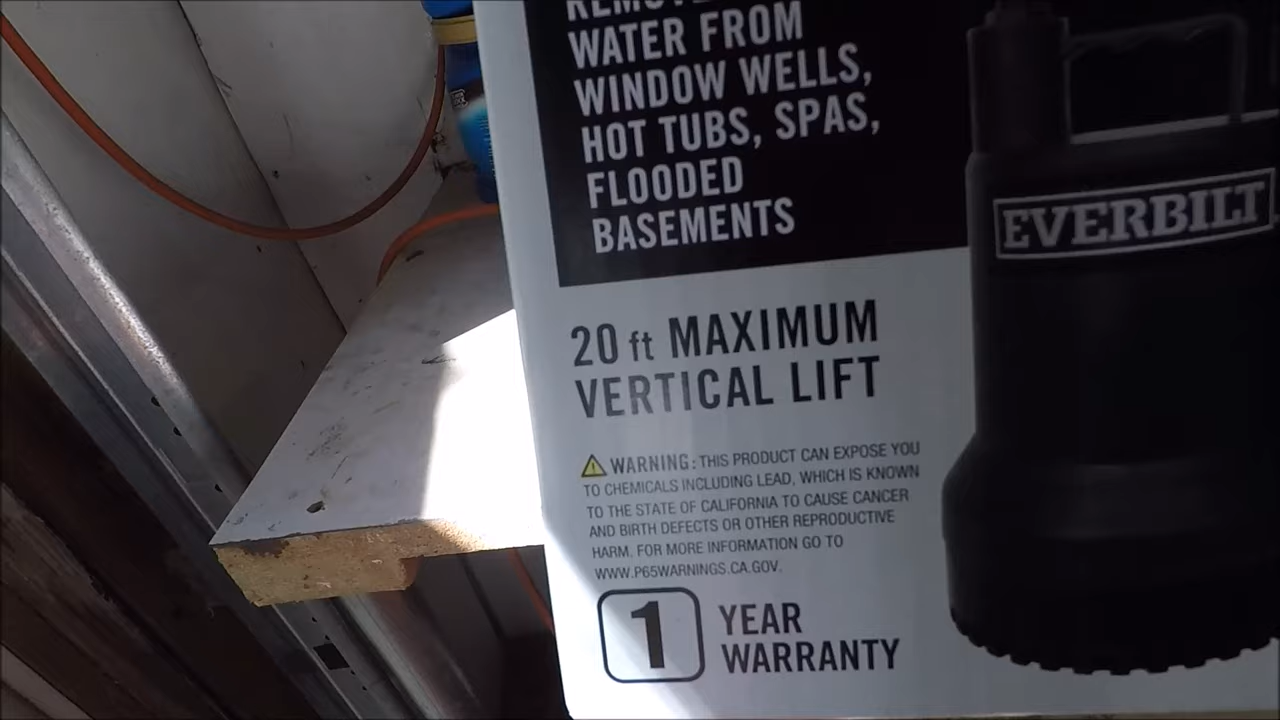 WATER FROM
WINDOW WELLS,
HOT TUBS, SPAS,
FLOODED
BASEMENTS
EVERBILT
20 ft MAXIMUM
VERTICAL LIFT
WARNING: THIS PRODUCT CAN EXPOSE YOU
TO CHEMICALS INCLUDING LEAD, WHICH IS KNOWN
TO THE STATE OF CALIFORNIA TO CAUSE CANCER
AND BIRTH DEFECTS OR OTHER REPRODUCTIVE
HARM. FOR MORE INFORMATION GO TO
WWW.P65WARNINGS.CA.GOV.
1 YEAR
WARRANTY